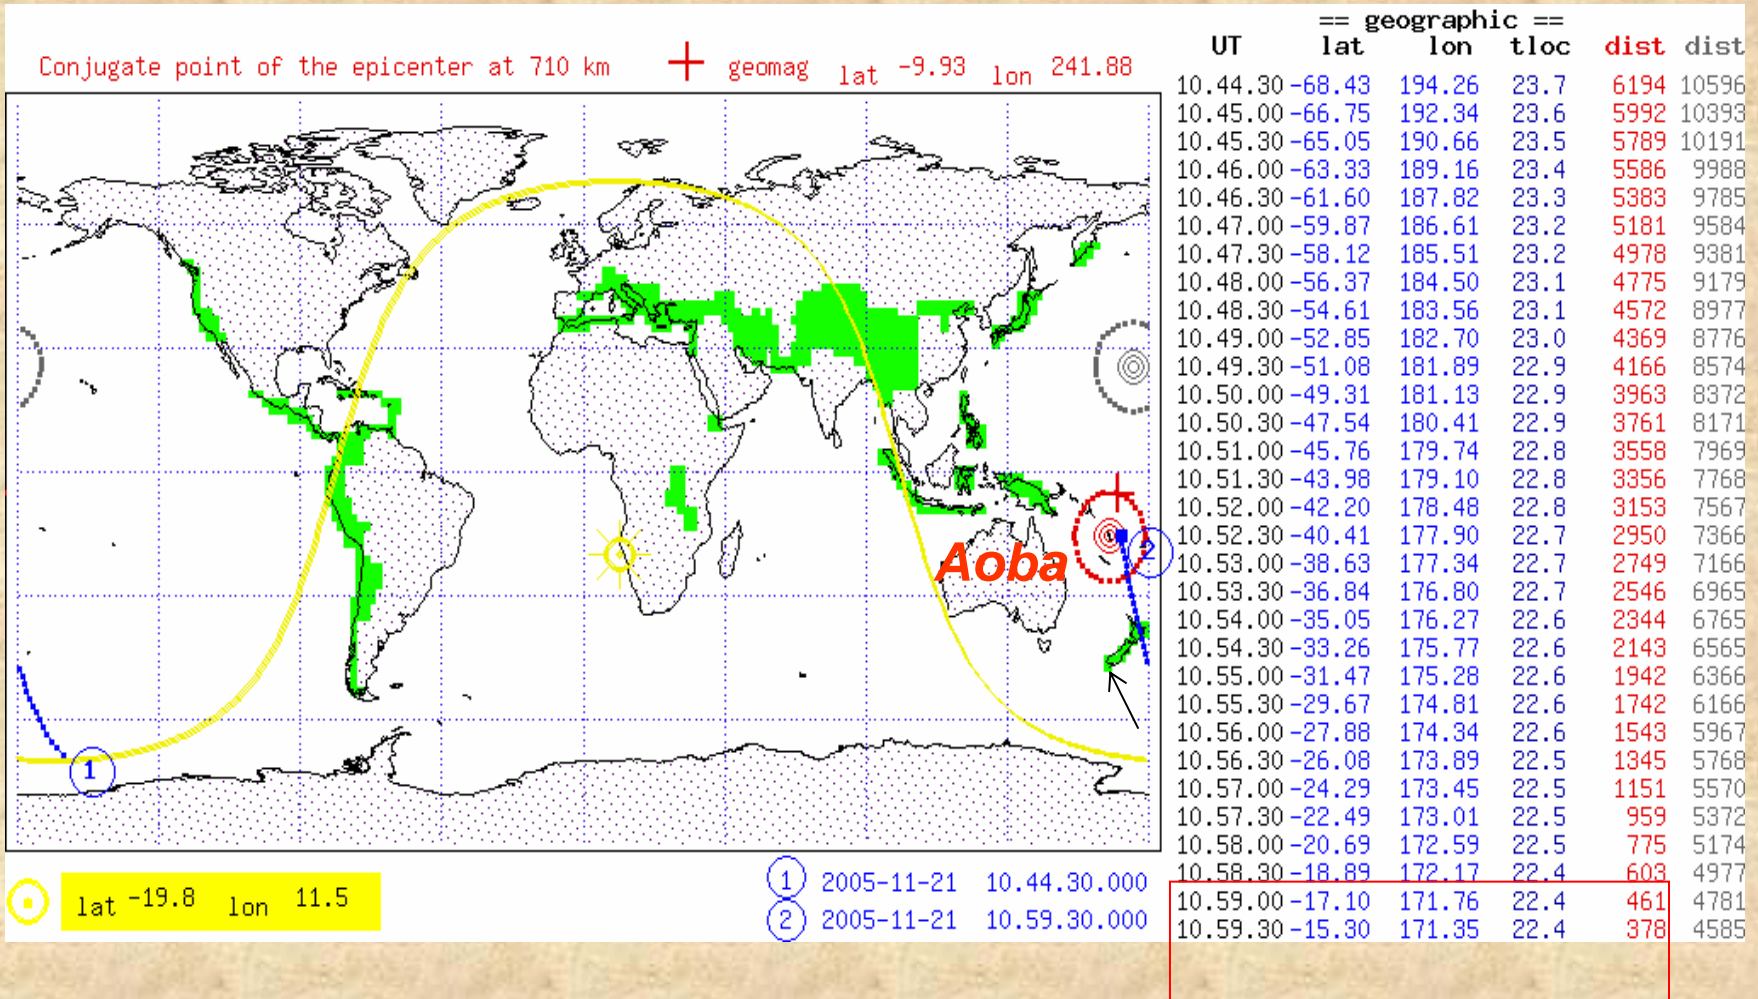 Conjugate point of the epicenter at 710 km + geomag lat -9.93 lon 241.88
== geographic ==
UT lat lon tloc dist dist
10.44.30 -68.43 194.26 23.7 6194 10596
10.45.00 -66.75 192.34 23.6 5992 10393
10.45.30 -65.05 190.66 23.5 5789 10191
10.46.00 -63.33 189.16 23.4 5586 9988
10.46.30 -61.60 187.82 23.3 5383 9785
10.47.00 -59.87 186.61 23.2 5181 9584
10.47.30 -58.12 185.51 23.2 4978 9381
10.48.00 -56.37 184.50 23.1 4775 9179
10.48.30 -54.61 183.56 23.1 4572 8977
10.49.00 -52.85 182.70 23.0 4369 8776
10.49.30 -51.08 181.89 22.9 4166 8574
10.50.00 -49.31 181.13 22.9 3963 8372
10.50.30 -47.54 180.41 22.9 3761 8171
10.51.00 -45.76 179.74 22.8 3558 7969
10.51.30 -43.98 179.10 22.8 3356 7768
10.52.00 -42.20 178.48 22.8 3153 7567
10.52.30 -40.41 177.90 22.7 2950 7366
10.53.00 -38.63 177.34 22.7 2749 7166
10.53.30 -36.84 176.80 22.7 2546 6965
10.54.00 -35.05 176.27 22.6 2344 6765
10.54.30 -33.26 175.77 22.6 2143 6565
10.55.00 -31.47 175.28 22.6 1942 6366
10.55.30 -29.67 174.81 22.6 1742 6166
10.56.00 -27.88 174.34 22.6 1543 5967
10.56.30 -26.08 173.89 22.5 1345 5768
10.57.00 -24.29 173.45 22.5 1151 5570
10.57.30 -22.49 173.01 22.5 959 5372
10.58.00 -20.69 172.59 22.5 775 5174
10.58.30 -18.89 172.17 22.4 603 4977
10.59.00 -17.10 171.76 22.4 461 4781
10.59.30 -15.30 171.35 22.4 378 4585
Aoba
2
1
lat -19.8 lon 11.5
1 2005-11-21 10.44.30.000
2 2005-11-21 10.59.30.000